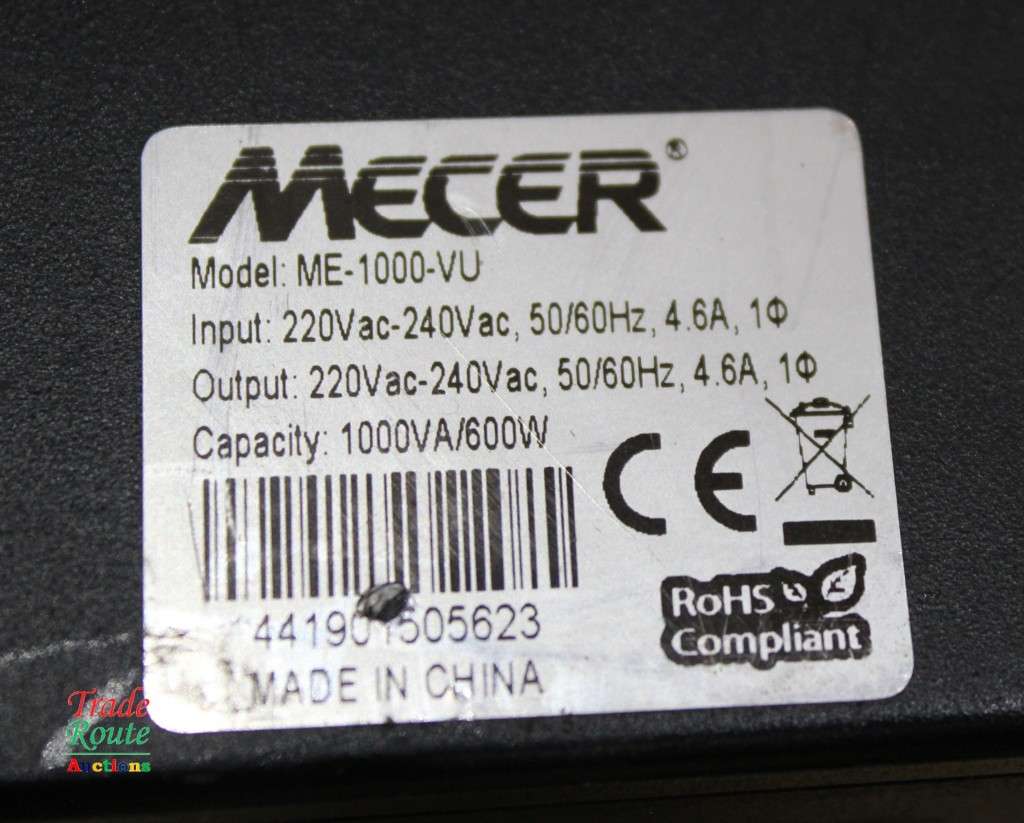 MECER®
Model: ME-1000-VU
Input: 220Vac-240Vac, 50/60Hz, 4.6A, 1Φ
Output: 220Vac-240Vac, 50/60Hz, 4.6A, 1Φ
Capacity: 1000VA/600W
CE
RoHS
Compliant
441901505623
MADE IN CHINA
Trade
Route
Auctions